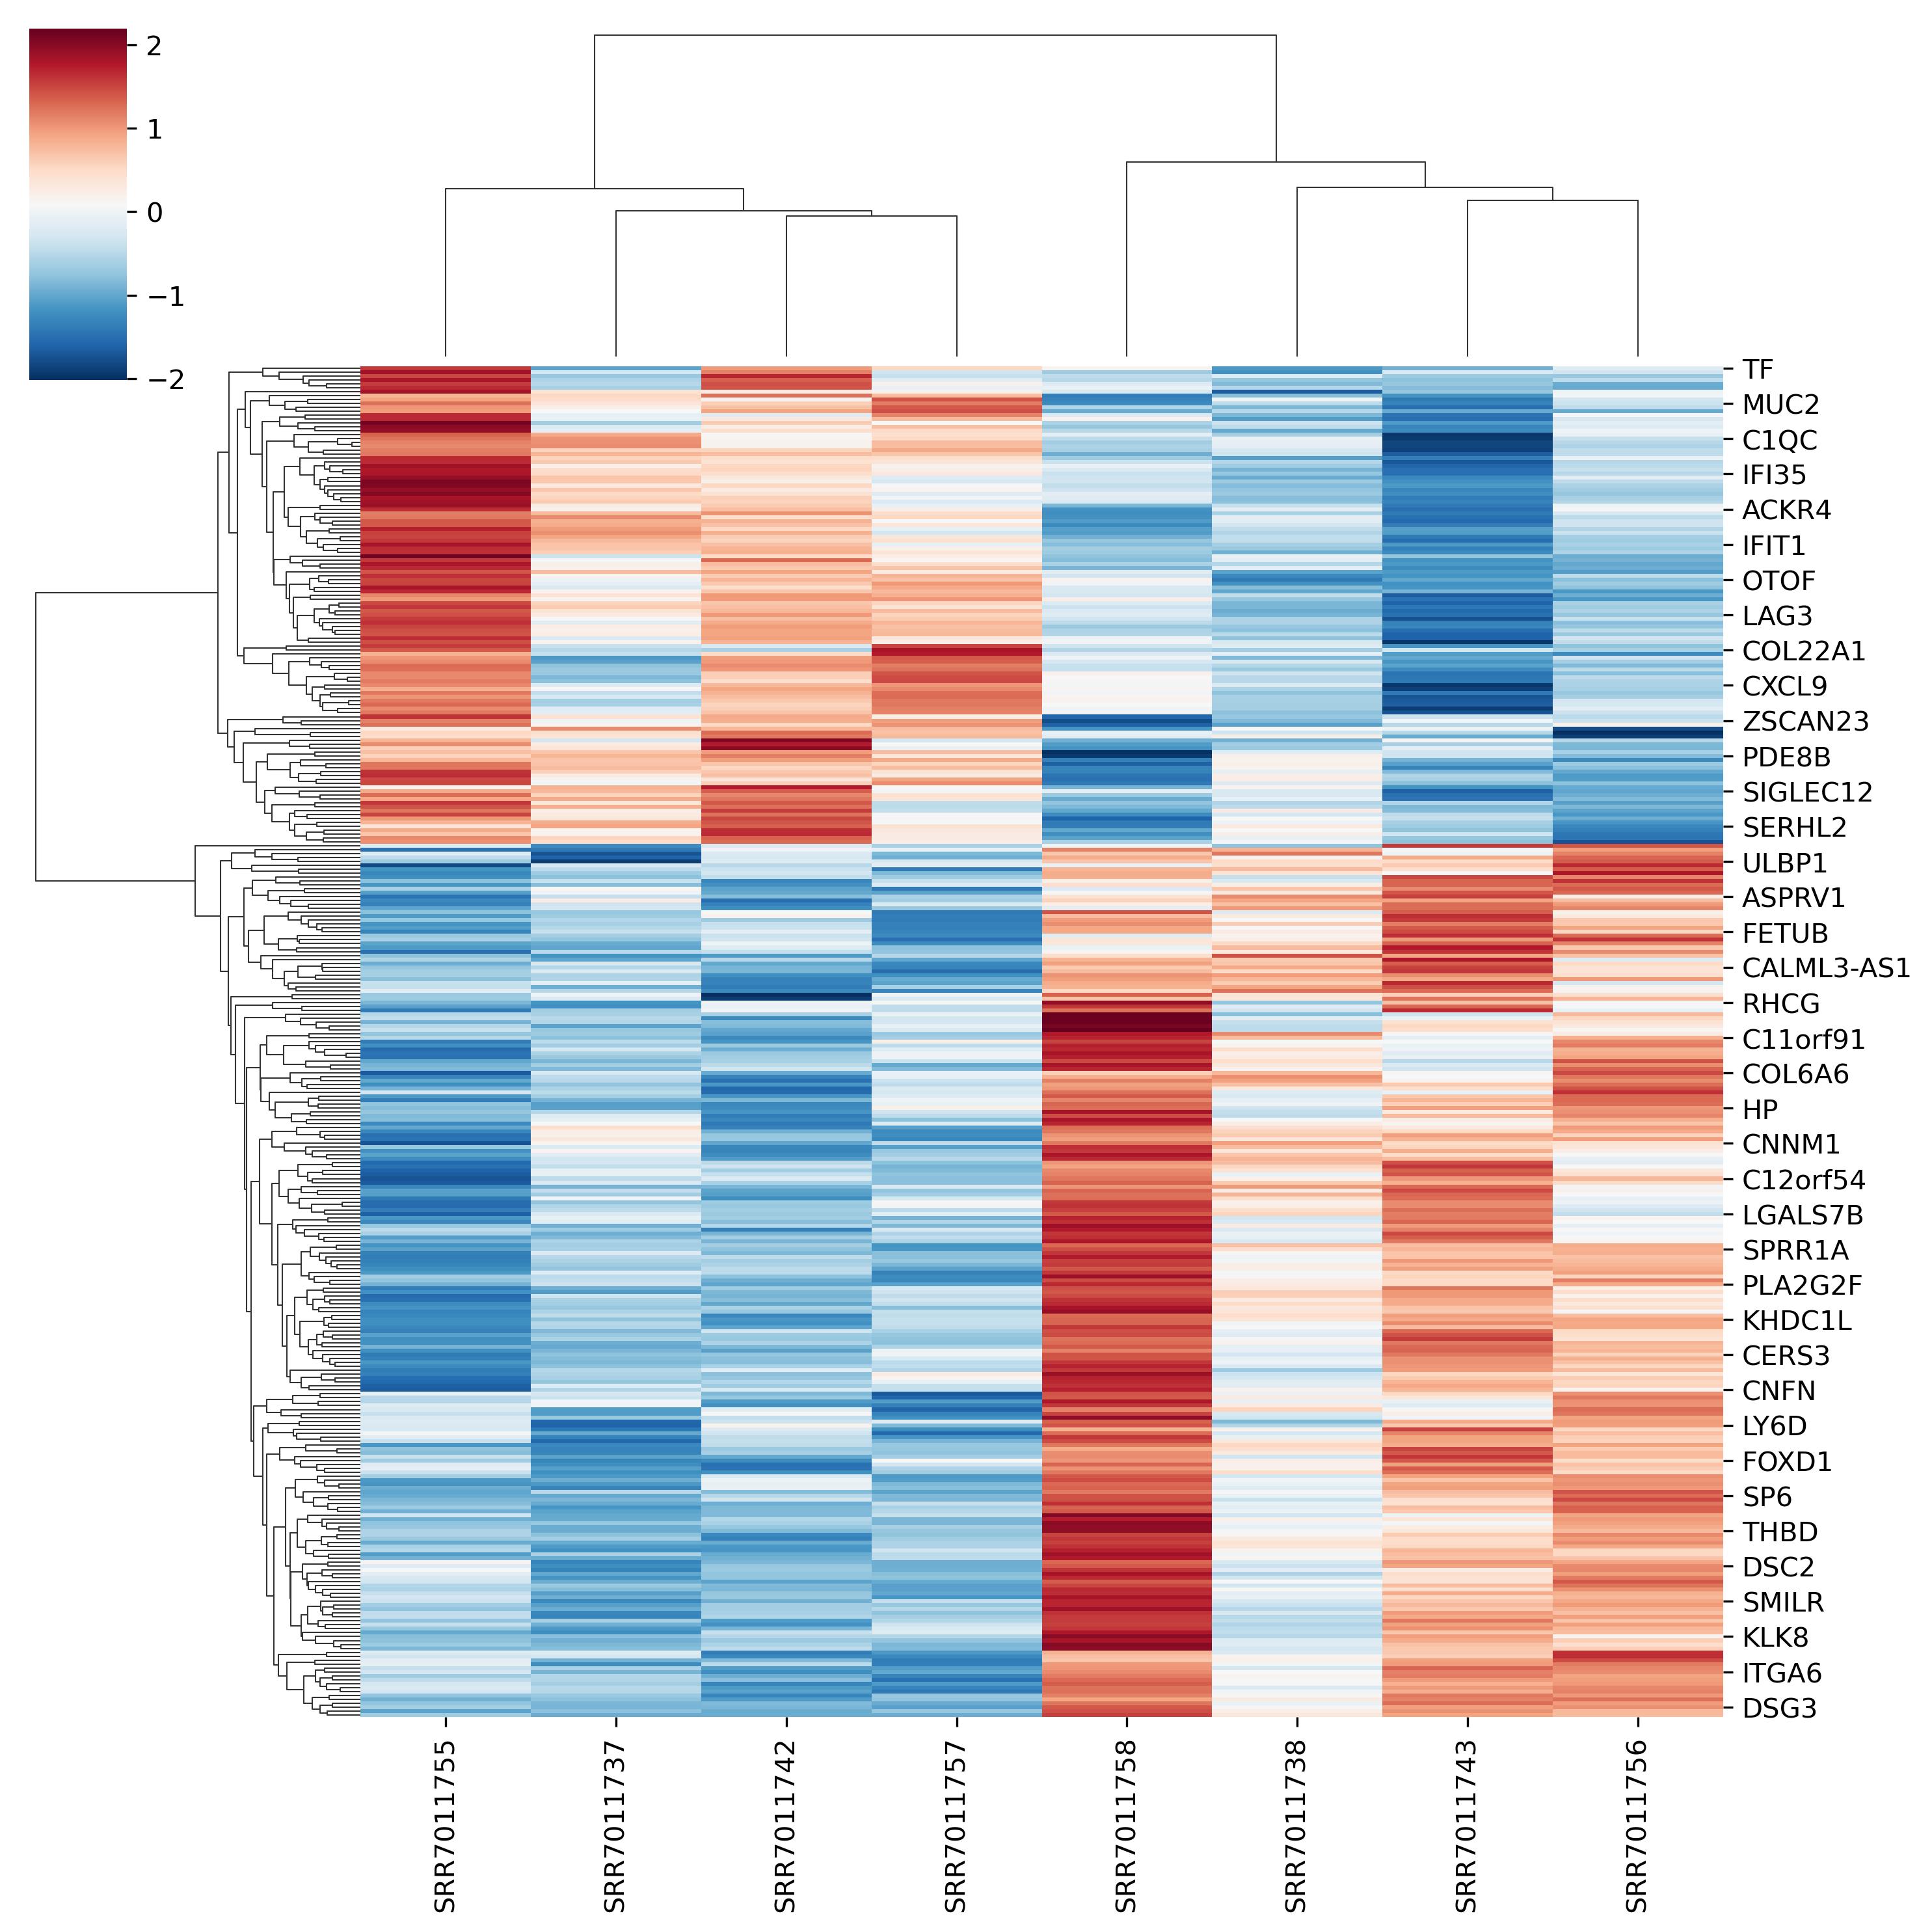 2
1
0
−1
−2
TF
MUC2
C1QC
IFI35
ACKR4
IFIT1
OTOF
LAG3
COL22A1
CXCL9
ZSCAN23
PDE8B
SIGLEC12
SERHL2
ULBP1
ASPRV1
FETUB
CALML3-AS1
RHCG
C11orf91
COL6A6
HP
CNNM1
C12orf54
LGALS7B
SPRR1A
PLA2G2F
KHDC1L
CERS3
CNFN
LY6D
FOXD1
SP6
THBD
DSC2
SMILR
KLK8
ITGA6
DSG3
SRR7011755
SRR7011737
SRR7011742
SRR7011757
SRR7011758
SRR7011738
SRR7011743
SRR7011756